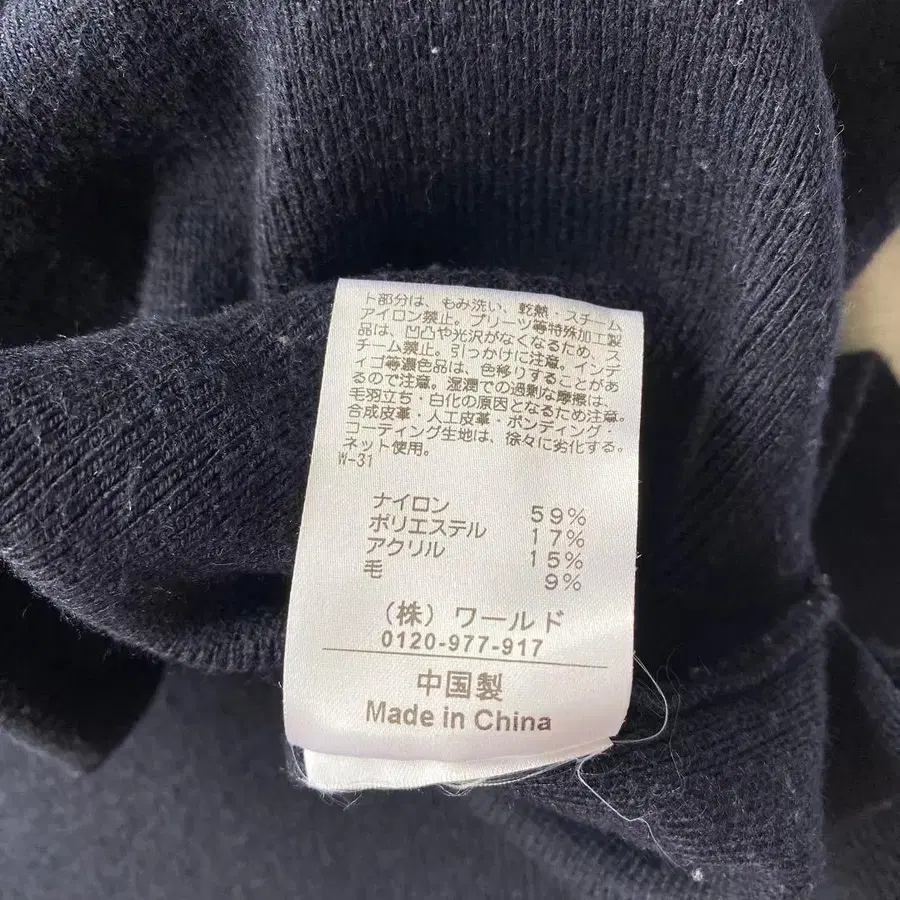 ト部分は、もみ洗い、乾熱・スチーム
アイロン禁止。プリーツ等特殊加工製
品は、凹凸や光沢がなくなるため、ス
チーム禁止。引っかけに注意。インデ
ィゴ等濃色品は、色移りすることがあ
るので注意。湿潤での過剰な摩擦は、
毛羽立ち・白化の原因となるため注意。
合成皮革・人工皮革・ボンディング・
コーティング生地は、徐々に劣化する。
ネット使用。
W-31
ナイロン 59%
ポリエステル 17%
アクリル 15%
毛 9%
（株）ワールド
0120-977-917
中国製
Made in China